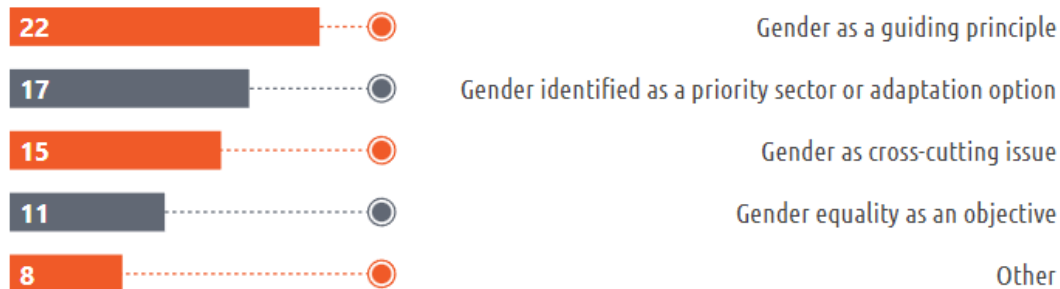 22 Gender as a guiding principle
17 Gender identified as a priority sector or adaptation option
15 Gender as cross-cutting issue
11 Gender equality as an objective
8 Other